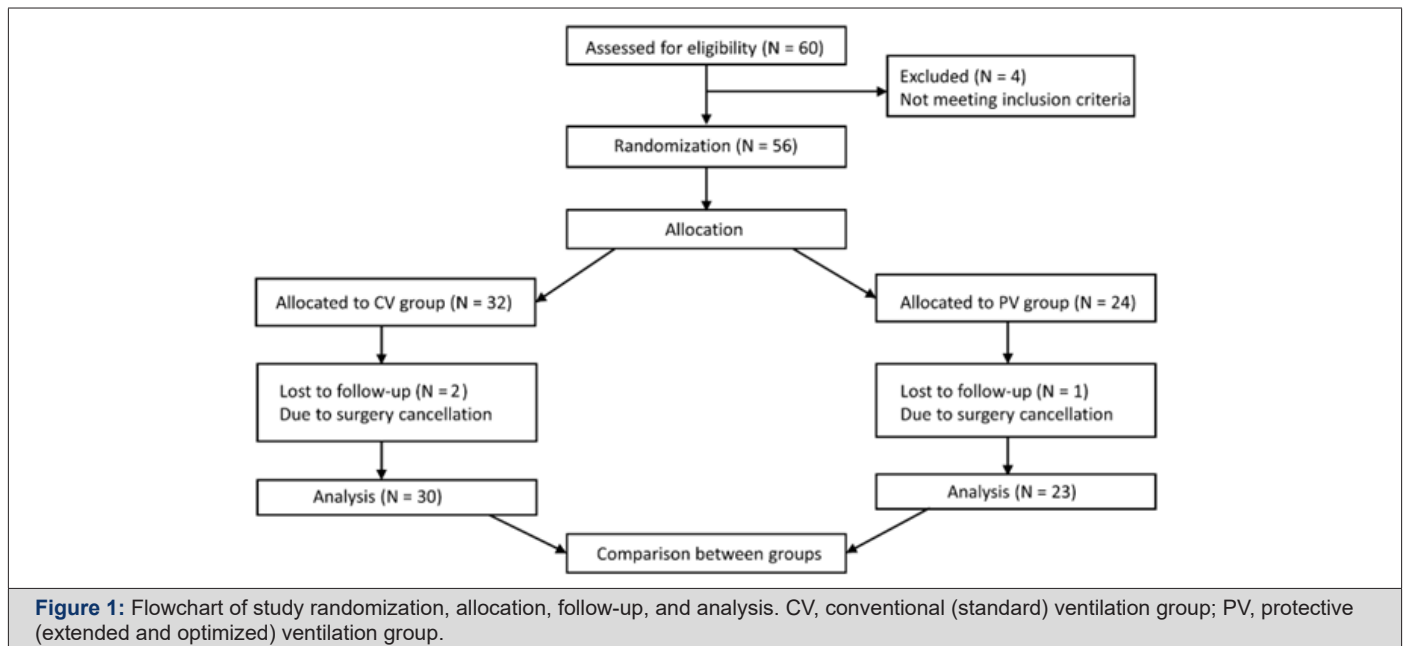 Assessed for eligibility (N = 60)
Excluded (N = 4)
Not meeting inclusion criteria
Randomization (N = 56)
Allocation
Allocated to CV group (N = 32)
Allocated to PV group (N = 24)
Lost to follow-up (N = 2)
Due to surgery cancellation
Lost to follow-up (N = 1)
Due to surgery cancellation
Analysis (N = 30)
Analysis (N = 23)
Comparison between groups
Figure 1: Flowchart of study randomization, allocation, follow-up, and analysis. CV, conventional (standard) ventilation group; PV, protective
(extended and optimized) ventilation group.